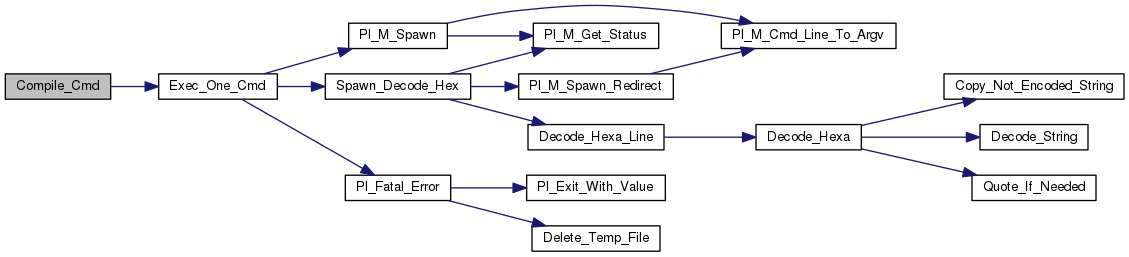 Compile_Cmd
Exec_One_Cmd
Pl_M_Spawn
Spawn_Decode_Hex
Pl_Fatal_Error
Pl_M_Get_Status
Pl_M_Spawn_Redirect
Decode_Hexa_Line
Pl_Exit_With_Value
Delete_Temp_File
Pl_M_Cmd_Line_To_Argv
Decode_Hexa
Copy_Not_Encoded_String
Decode_String
Quote_If_Needed